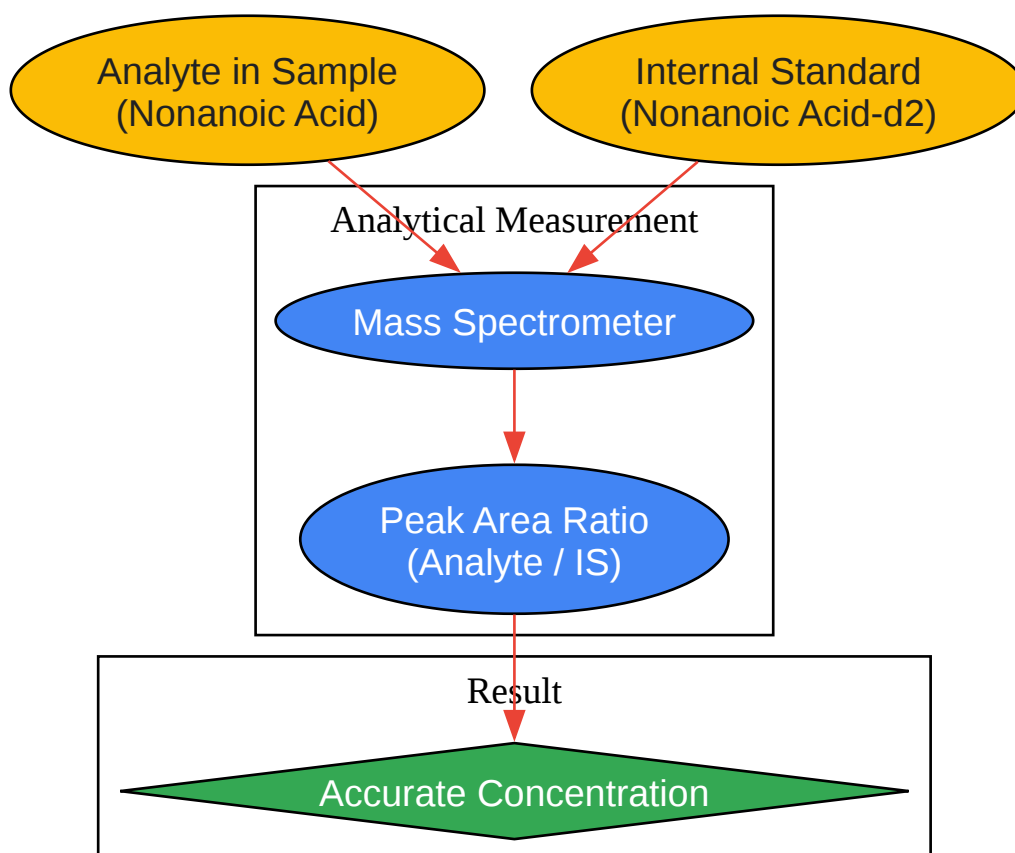 Analyte in Sample
(Nonanoic Acid)
Internal Standard
(Nonanoic Acid-d2)
Analytical Measurement
Mass Spectrometer
Peak Area Ratio
(Analyte / IS)
Result
Accurate Concentration